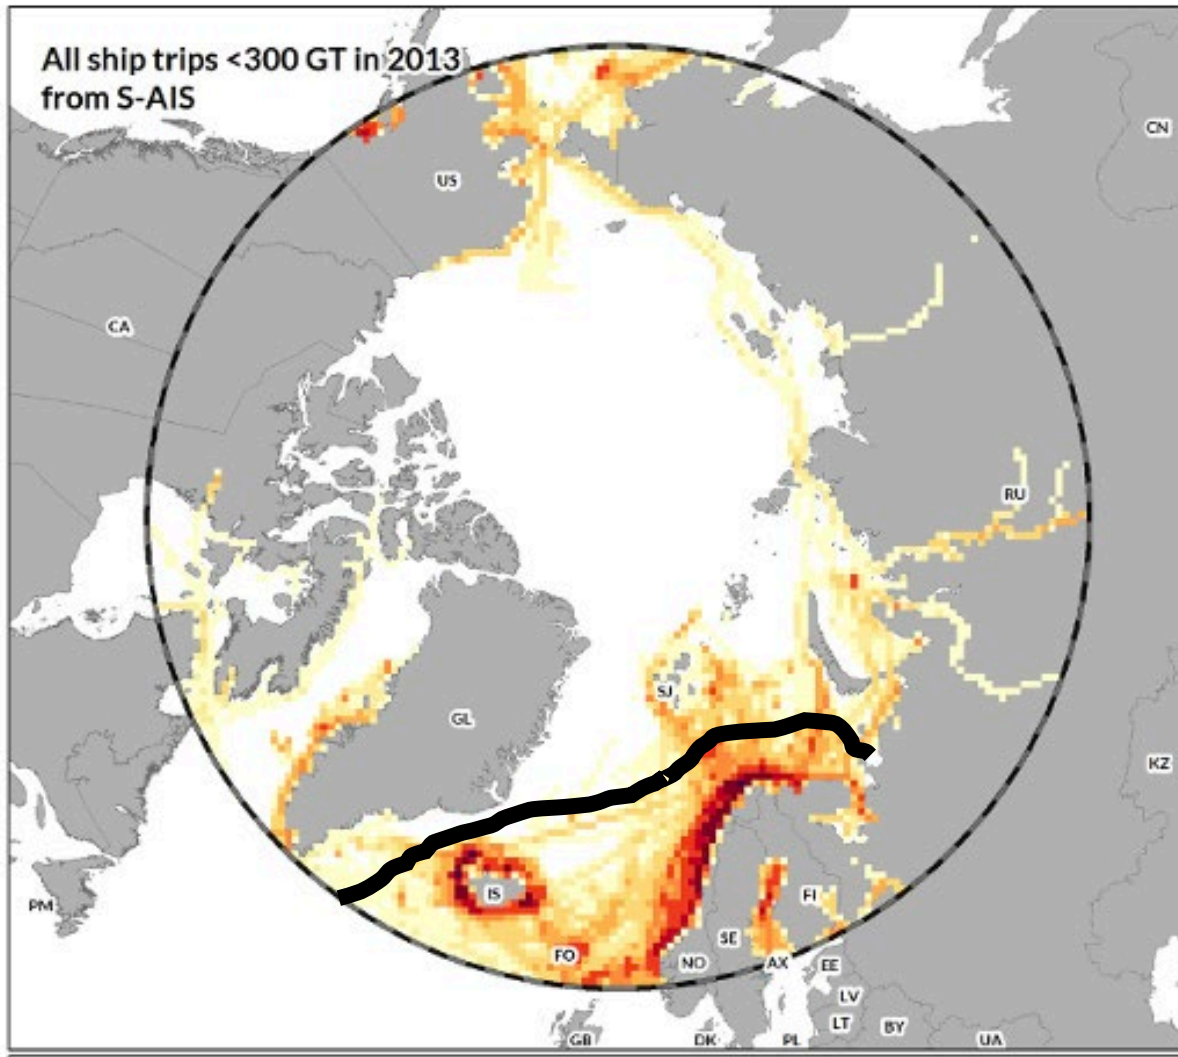 All ship trips <300 GT in 2013
from S-AIS
CN
US
CA
RU
SJ
GL
KZ
IS
FI
PM
SE
FO
NO
AX
EE
LV
LT
BY
GB
DK
PL
UA